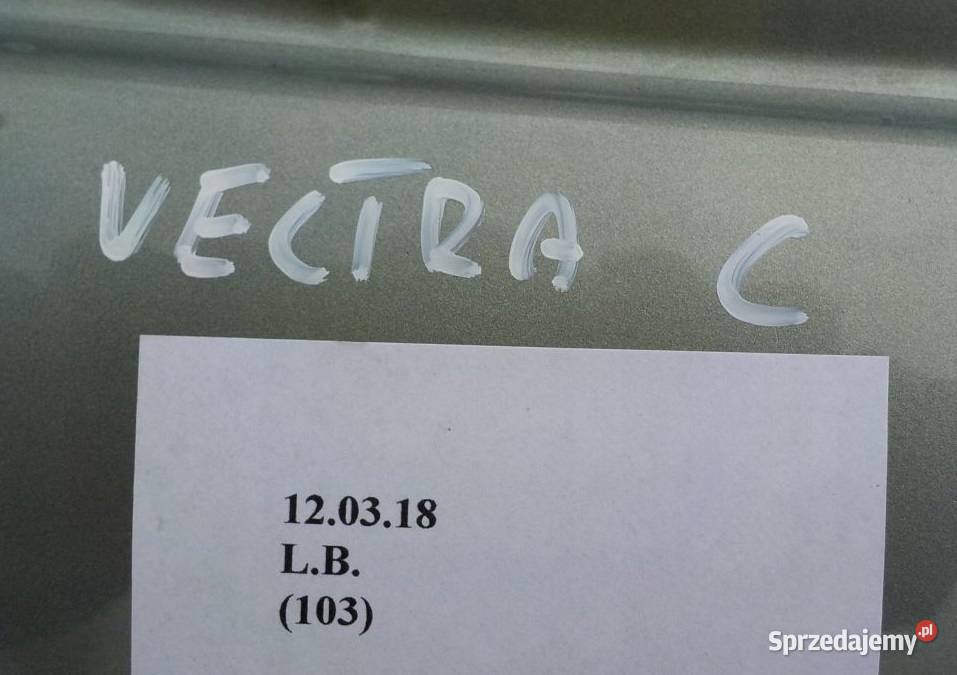 VECTRA C
12.03.18
L.B.
(103)
Sprzedajemy.pl